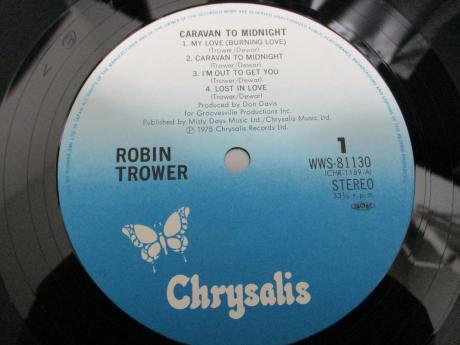 CARAVAN TO MIDNIGHT
1. MY LOVE (BURNING LOVE)
(Trower/Dewar)
2. CARAVAN TO MIDNIGHT
(Trower/Dewar)
3. I'M OUT TO GET YOU
(Trower/Dewar)
4. LOST IN LOVE
(Trower/Dewar)
Produced by Don Davis
for Groovesville Productions Inc.
Published by Misty Days Music Ltd./Chrysalis Music Ltd.
Ⓟ 1978 Chrysalis Records Ltd.
ROBIN
TROWER
1
WWS-81130
(CHR-1189-A)
STEREO
33⅓ r.p.m.
Chrysalis